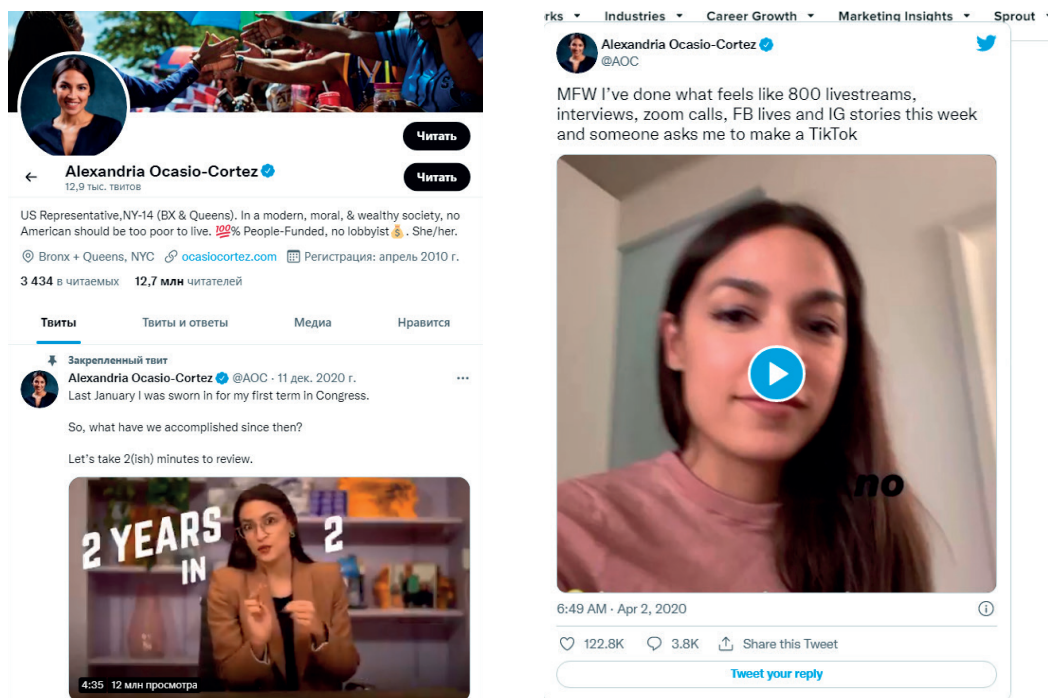 Читать
Alexandria Ocasio-Cortez
12,9 тыс. твитов
Читать
US Representative,NY-14 (BX & Queens). In a modern, moral, & wealthy society, no
American should be too poor to live. 💯% People-Funded, no lobbyist💰. She/her.
Bronx + Queens, NYC ocasiocortez.com Регистрация: апрель 2010 г.
3 434 в читаемых 12,7 млн читателей
Твиты Твиты и ответы Медиа Нравится
Закрепленный твит
Alexandria Ocasio-Cortez @AOC · 11 дек. 2020 г.
Last January I was sworn in for my first term in Congress.
So, what have we accomplished since then?
Let's take 2(ish) minutes to review.
2 YEARS 2
IN
4:35 12 млн просмотра
Industries Career Growth Marketing Insights Sprout
Alexandria Ocasio-Cortez
@AOC
MFW I've done what feels like 800 livestreams,
interviews, zoom calls, FB lives and IG stories this week
and someone asks me to make a TikTok
no
6:49 AM · Apr 2, 2020
122.8K 3.8K Share this Tweet
Tweet your reply